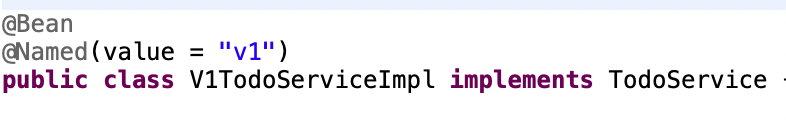 @Bean
@Named(value = "v1")
public class V1TodoServiceImpl implements TodoService